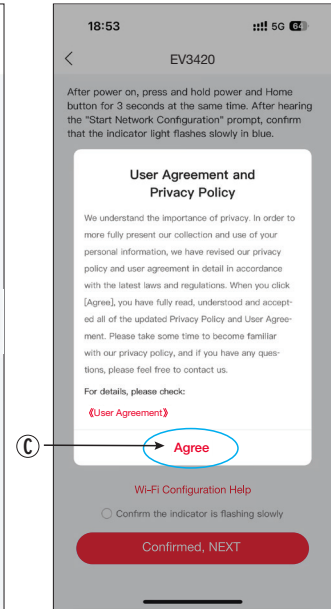 18:53
5G 64
EV3420
After power on, press and hold power and Home
button for 3 seconds at the same time. After hearing
the "Start Network Configuration" prompt, confirm
that the indicator light flashes slowly in blue.
User Agreement and
Privacy Policy
We understand the importance of privacy. In order to
more fully present our collection and use of your
personal information, we have revised our privacy
policy and user agreement in detail in accordance
with the latest laws and regulations. When you click
[Agree], you have fully read, understood and accept-
ed all of the updated Privacy Policy and User Agree-
ment. Please take some time to become familiar
with our privacy policy, and if you have any ques-
tions, please feel free to contact us.
For details, please check:
《User Agreement》
C
Agree
Wi-Fi Configuration Help
Confirm the indicator is flashing slowly
Confirmed, NEXT